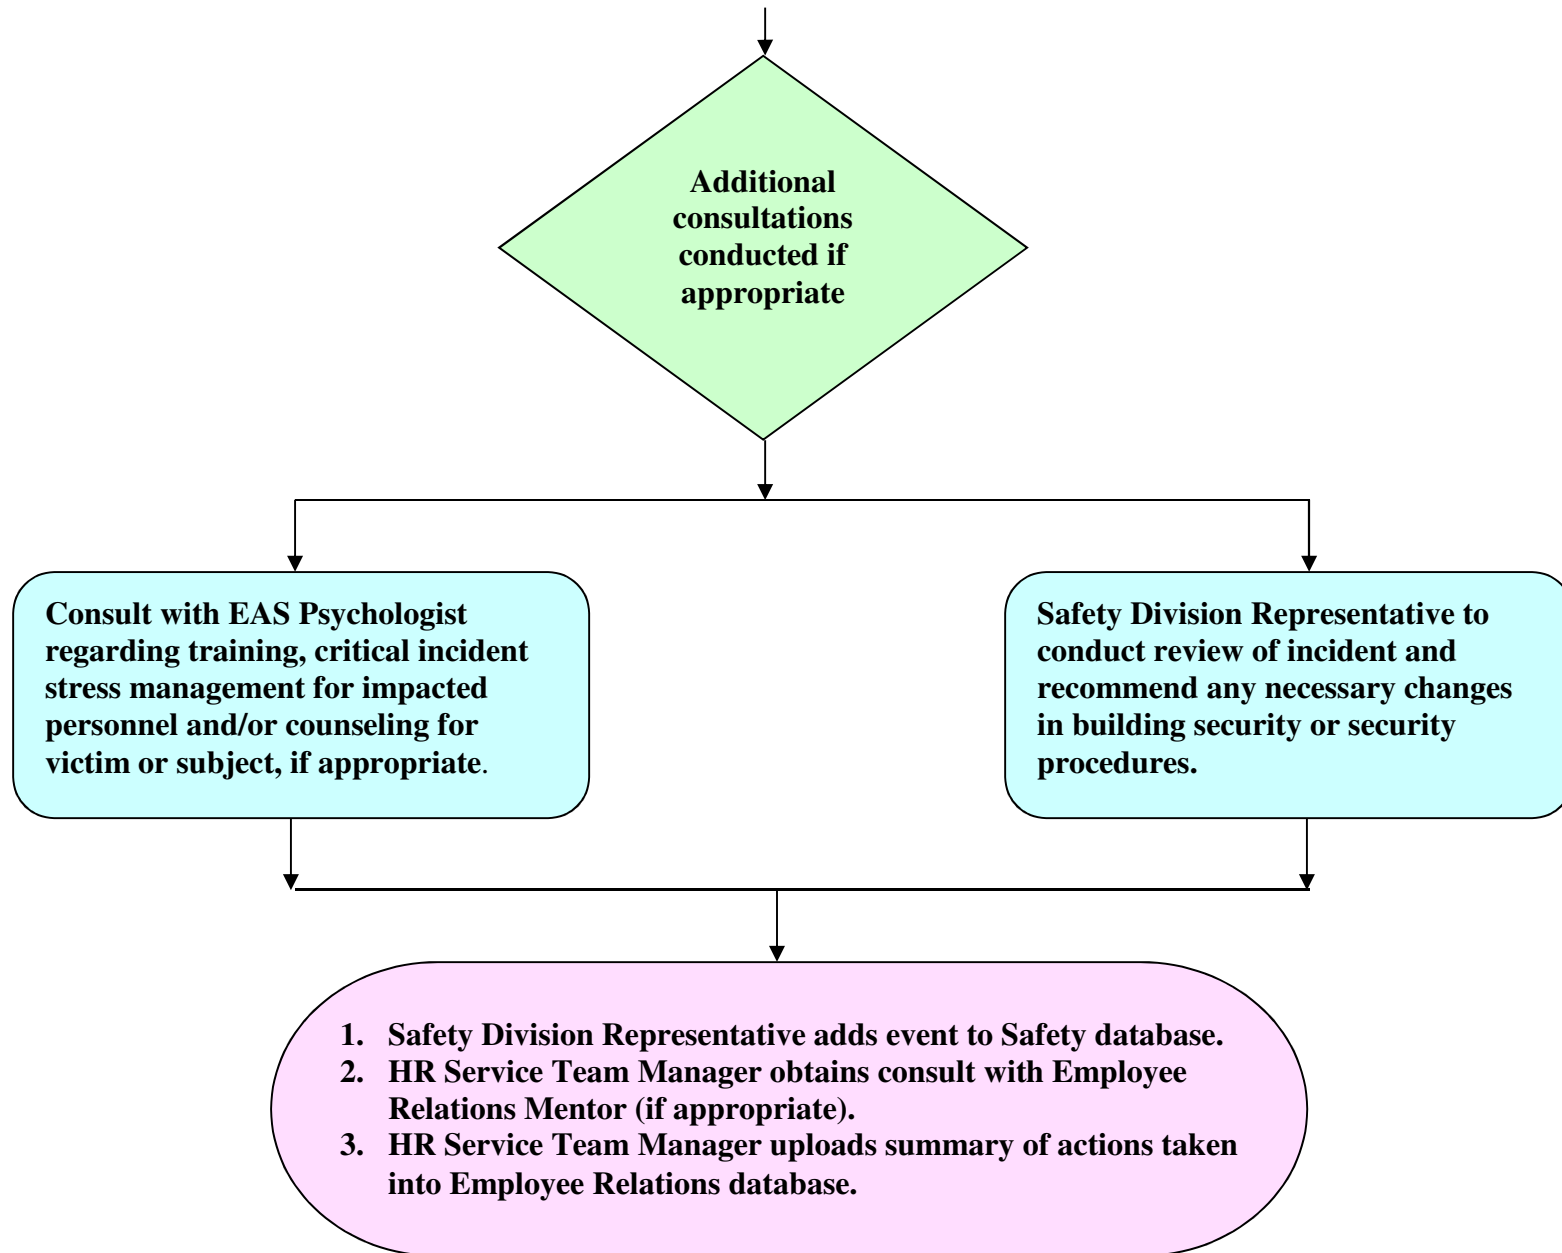 Additional
consultations
conducted if
appropriate
Consult with EAS Psychologist
regarding training, critical incident
stress management for impacted
personnel and/or counseling for
victim or subject, if appropriate.
Safety Division Representative to
conduct review of incident and
recommend any necessary changes
in building security or security
procedures.
1. Safety Division Representative adds event to Safety database.
2. HR Service Team Manager obtains consult with Employee
Relations Mentor (if appropriate).
3. HR Service Team Manager uploads summary of actions taken
into Employee Relations database.